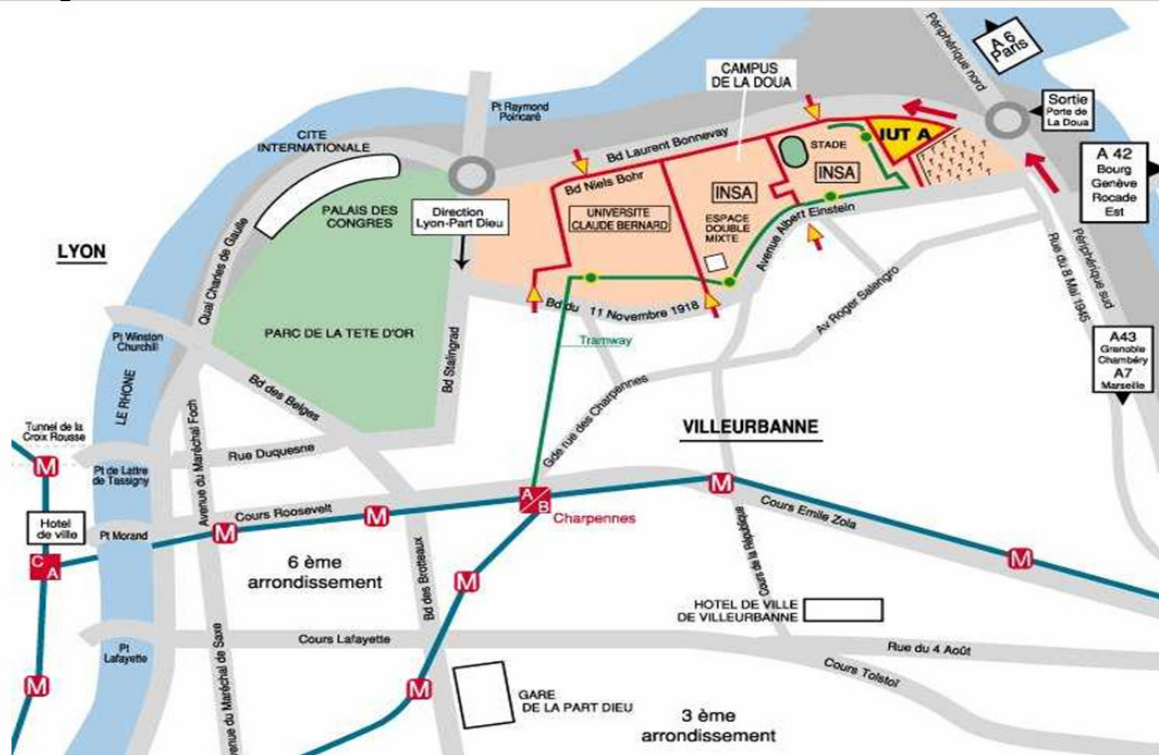 Périphérique nord
A 6
Paris
CAMPUS
DE LA DOUA
Pt Raymond
Poincaré
Sortie
Porte de
La Doua
IUT A
CITE
INTERNATIONALE
Bd Laurent Bonnevay
STADE
A 42
Bourg
Genève
Rocade
Est
Bd Niels Bohr
INSA
INSA
PALAIS DES
CONGRES
Direction
Lyon-Part Dieu
UNIVERSITE
CLAUDE BERNARD
ESPACE
DOUBLE
MIXTE
Avenue Albert Einstein
LYON
Quai Charles de Gaulle
Rue du 8 Mai 1945
Périphérique sud
Bd du 11 Novembre 1918
Av Roger Salengro
Pt Winston
Churchill
PARC DE LA TETE D'OR
Bd Stalingrad
Tramway
A43
Grenoble
Chambéry
A7
Marseille
LE RHONE
Bd des Belges
Gde rue des Charpennes
Tunnel de la
Croix Rousse
Avenue du Maréchal Foch
VILLEURBANNE
Rue Duquesne
M
Pt de Lattre
de Tassigny
M
A
B
Cours Roosevelt
M
M
Charpennes
Cours Emile Zola
Hotel
de ville
Pt Morand
C
A
M
6 ème
arrondissement
Bd des Brotteaux
M
Cours de la République
HOTEL DE VILLE
DE VILLEURBANNE
Cours Lafayette
Pt
Lafayette
Rue du 4 Août
Cours Tolstoï
M
M
Avenue du Maréchal de Saxe
GARE
DE LA PART DIEU
3 ème
arrondissement